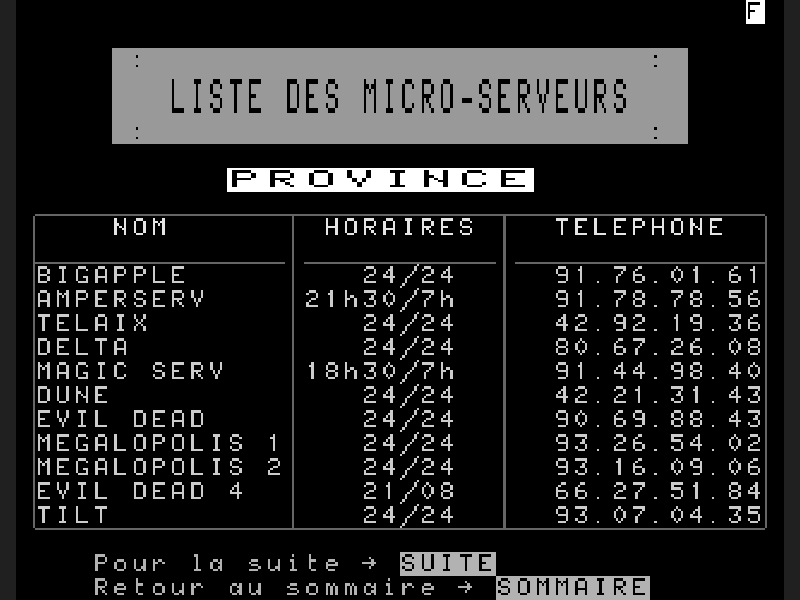 F
: :
LISTE DES MICRO-SERVEURS
: :
PROVINCE
NOM HORAIRES TELEPHONE
BIGAPPLE 24/24 91.76.01.61
AMPERSERV 21h30/7h 91.78.78.56
TELAIX 24/24 42.92.19.36
DELTA 24/24 80.67.26.08
MAGIC SERV 18h30/7h 91.44.98.40
DUNE 24/24 42.21.31.43
EVIL DEAD 24/24 90.69.88.43
MEGALOPOLIS 1 24/24 93.26.54.02
MEGALOPOLIS 2 24/24 93.16.09.06
EVIL DEAD 4 21/08 66.27.51.84
TILT 24/24 93.07.04.35
Pour la suite → SUITE
Retour au sommaire → SOMMAIRE